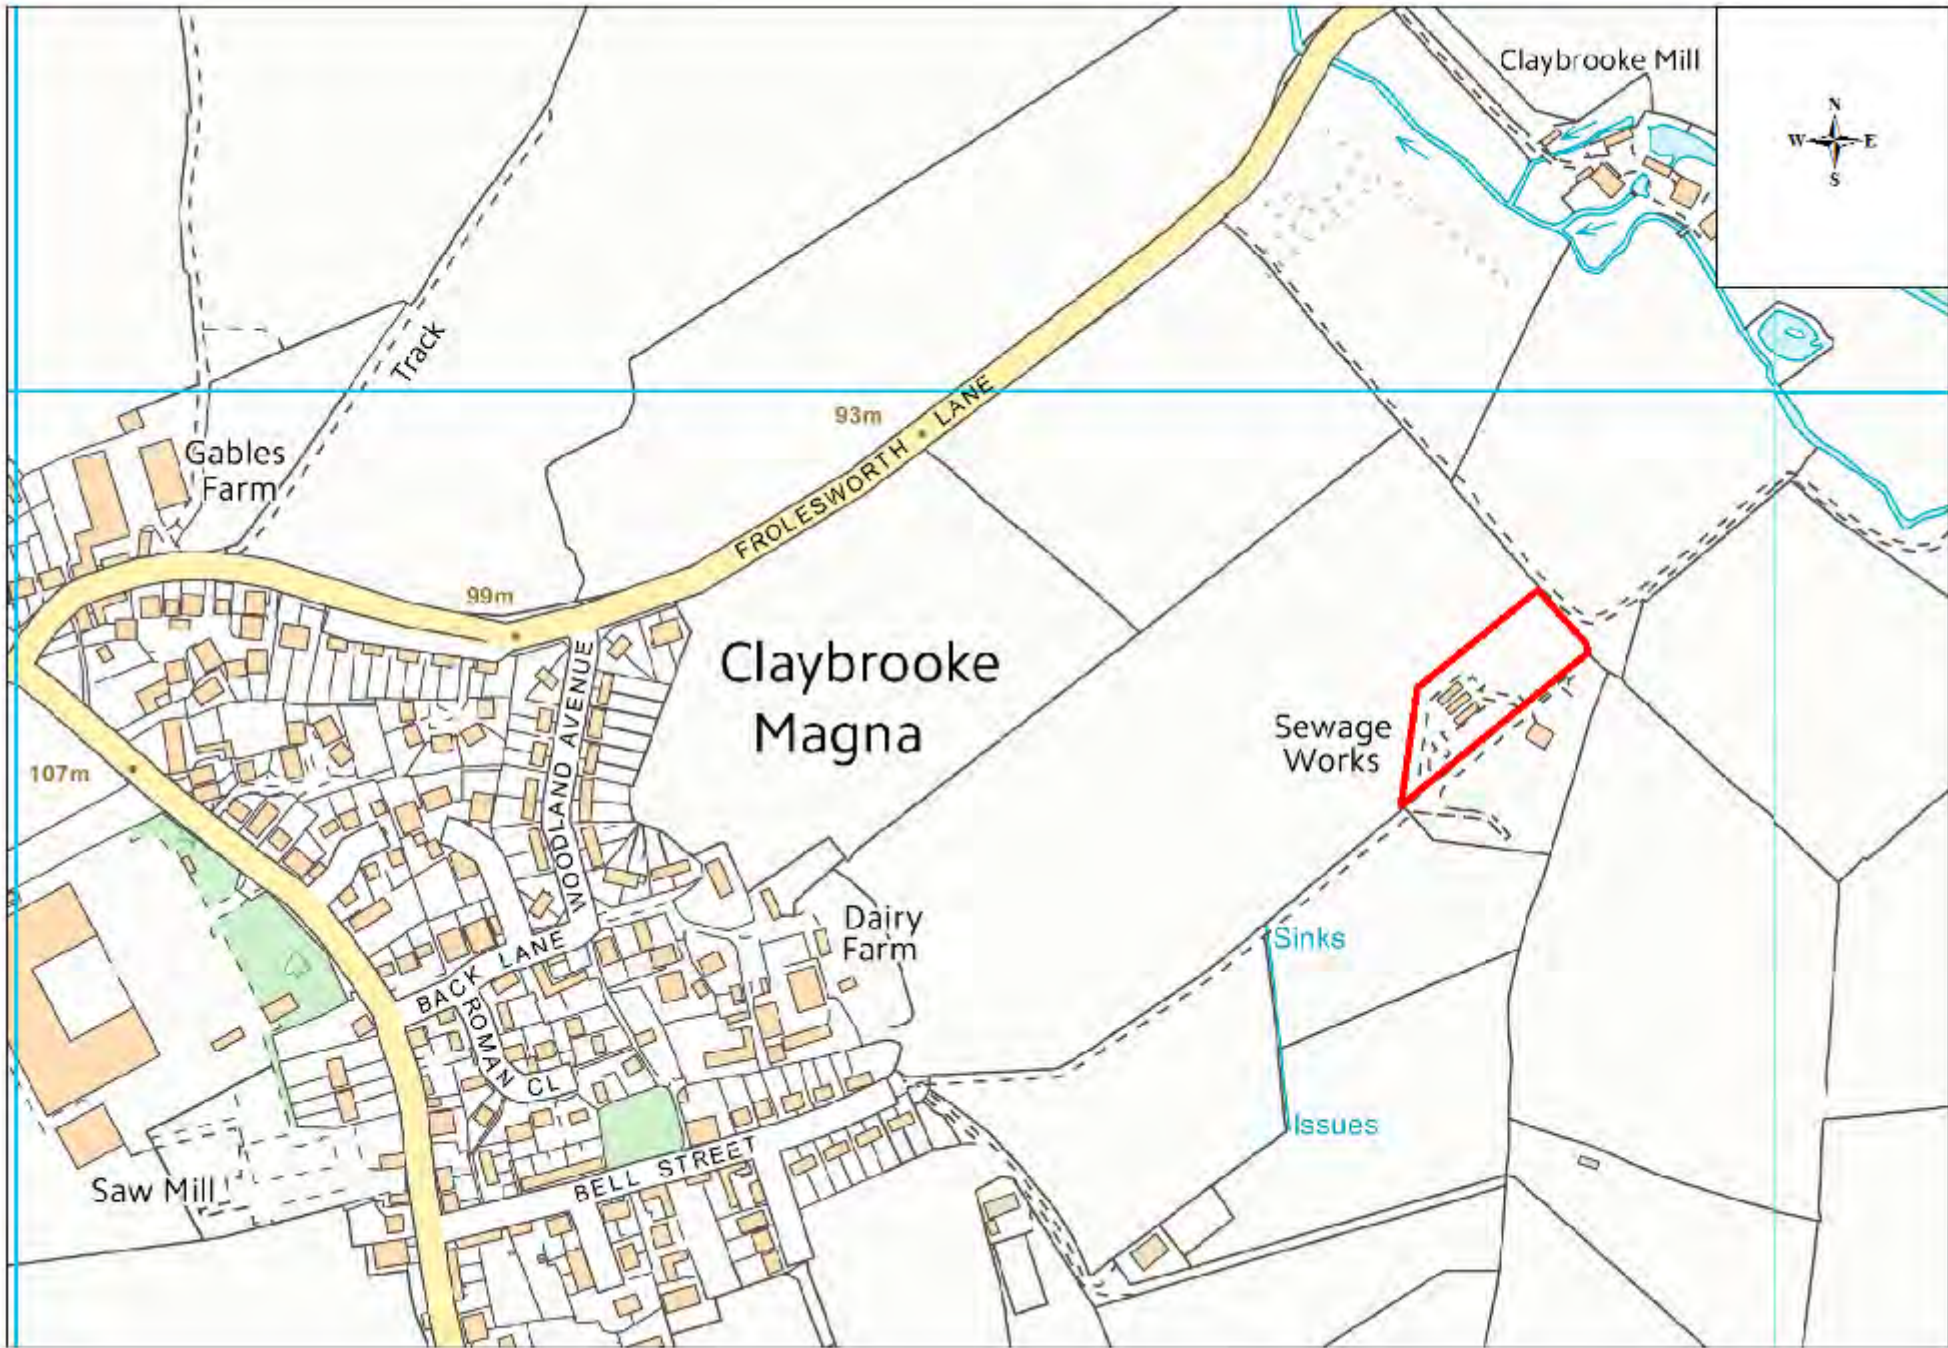 Claybrooke Mill
N
W E
S
Track
93m
Gables
Farm
FROLESWORTH LANE
99m
Claybrooke
Magna
WOODLAND AVENUE
Sewage
Works
107m
Dairy
Farm
Sinks
BACK LANE
ROMAN CL
Issues
BELL STREET
Saw Mill